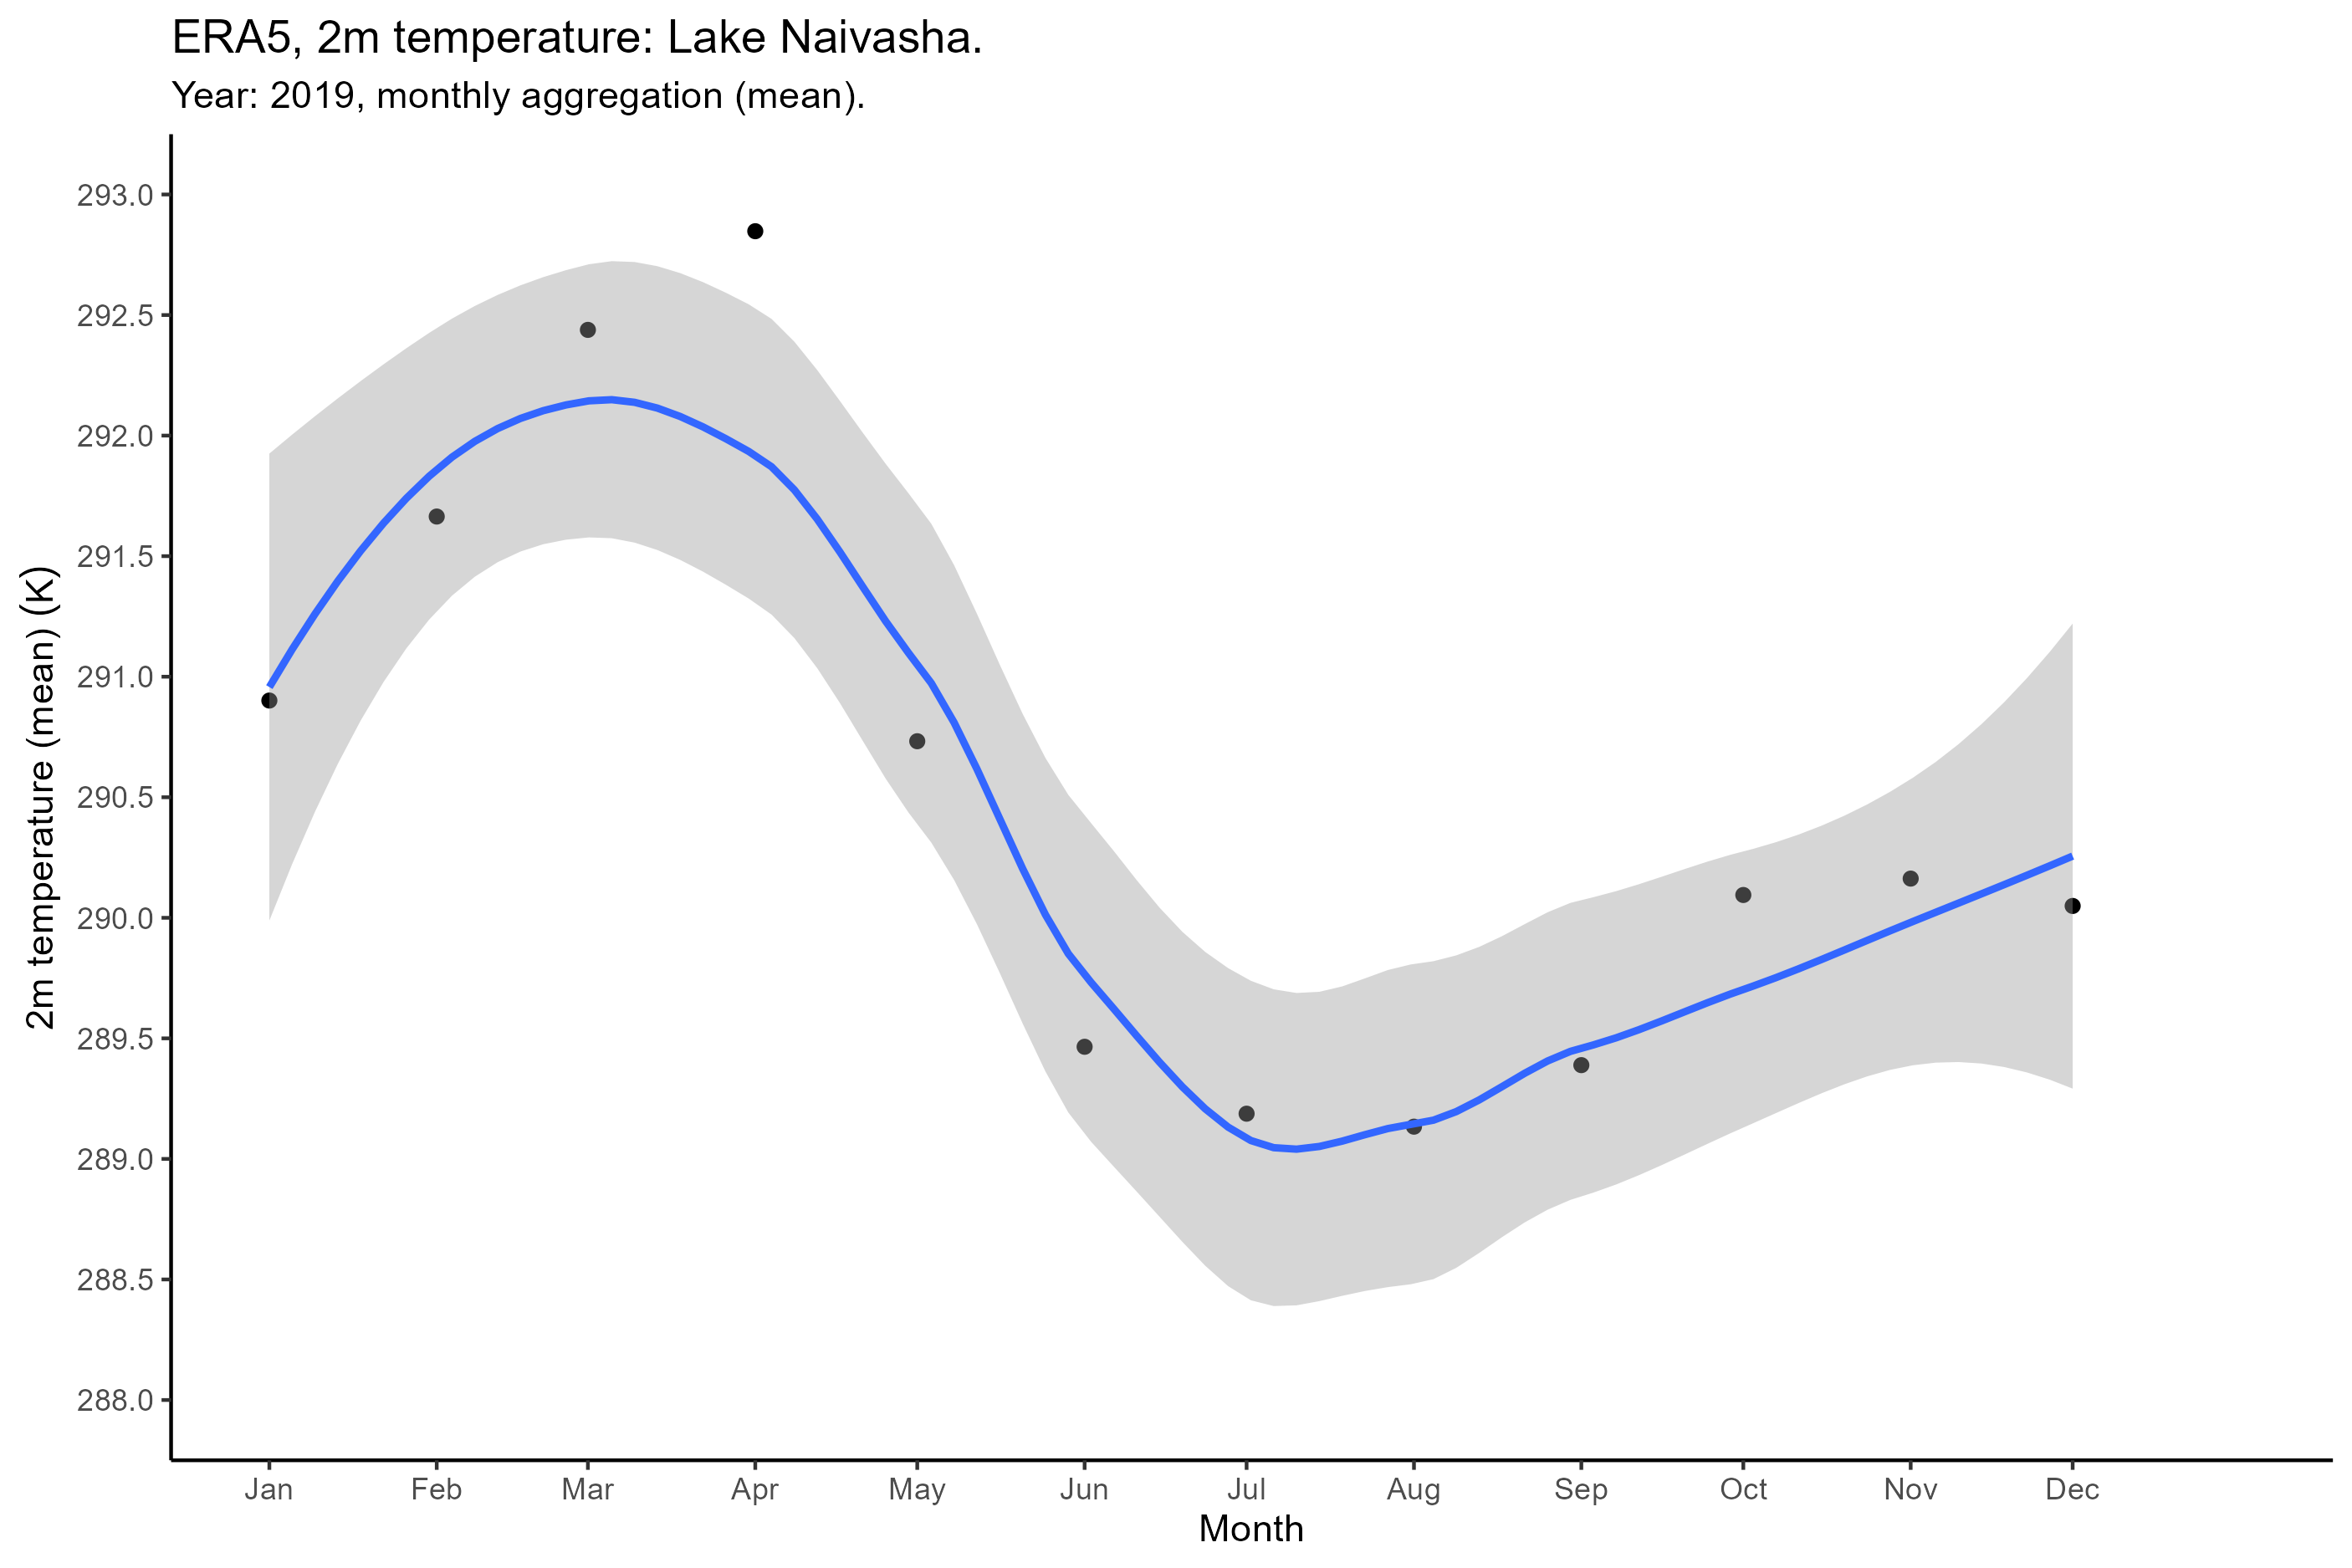 ERA5, 2m temperature: Lake Naivasha.
Year: 2019, monthly aggregation (mean).
2m temperature (mean) (K)
293.0
292.5
292.0
291.5
291.0
290.5
290.0
289.5
289.0
288.5
288.0
Jan Feb Mar Apr May Jun Jul Aug Sep Oct Nov Dec
Month